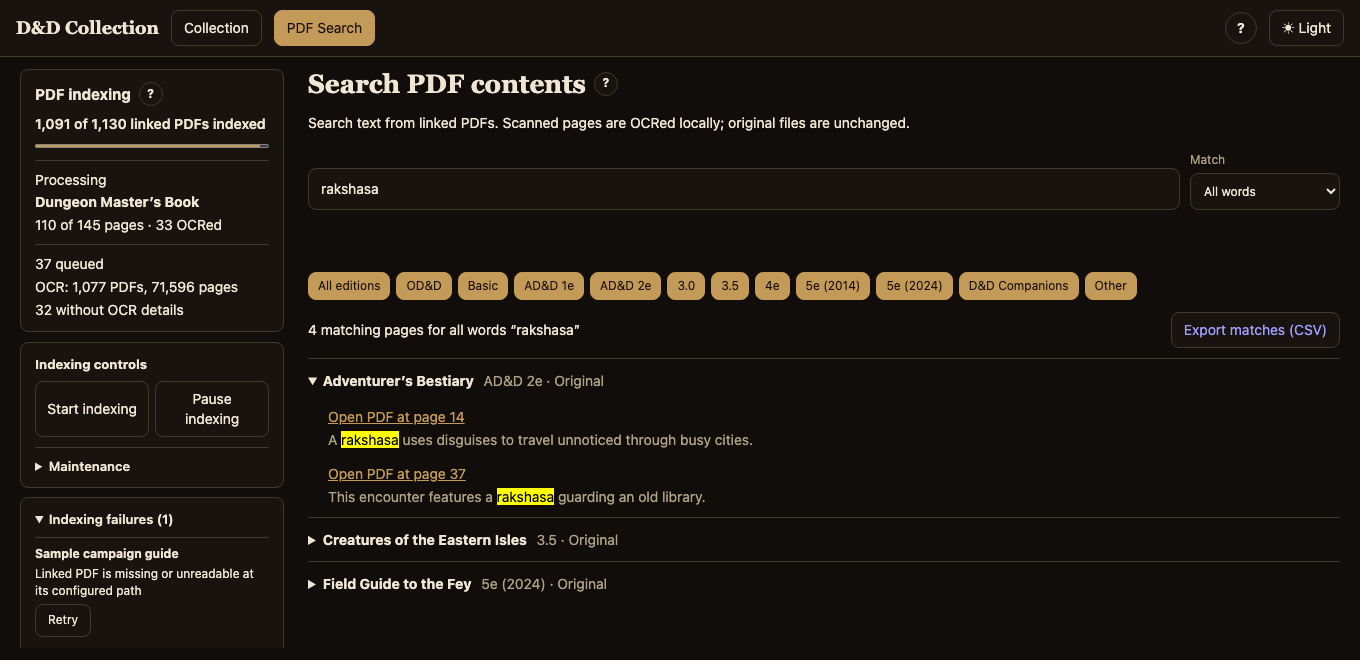 D&D Collection
Collection
PDF Search
?
☀ Light
PDF indexing
?
1,091 of 1,130 linked PDFs indexed
Processing
Dungeon Master’s Book
110 of 145 pages · 33 OCRed
37 queued
OCR: 1,077 PDFs, 71,596 pages
32 without OCR details
Indexing controls
Start indexing
Pause
indexing
▶ Maintenance
▼ Indexing failures (1)
Sample campaign guide
Linked PDF is missing or unreadable at
its configured path
Retry
Search PDF contents
?
Search text from linked PDFs. Scanned pages are OCRed locally; original files are unchanged.
Match
rakshasa
All words
All editions
OD&D
Basic
AD&D 1e
AD&D 2e
3.0
3.5
4e
5e (2014)
5e (2024)
D&D Companions
Other
4 matching pages for all words “rakshasa”
Export matches (CSV)
▼ Adventurer’s Bestiary AD&D 2e · Original
Open PDF at page 14
A rakshasa uses disguises to travel unnoticed through busy cities.
Open PDF at page 37
This encounter features a rakshasa guarding an old library.
▶ Creatures of the Eastern Isles 3.5 · Original
▶ Field Guide to the Fey 5e (2024) · Original